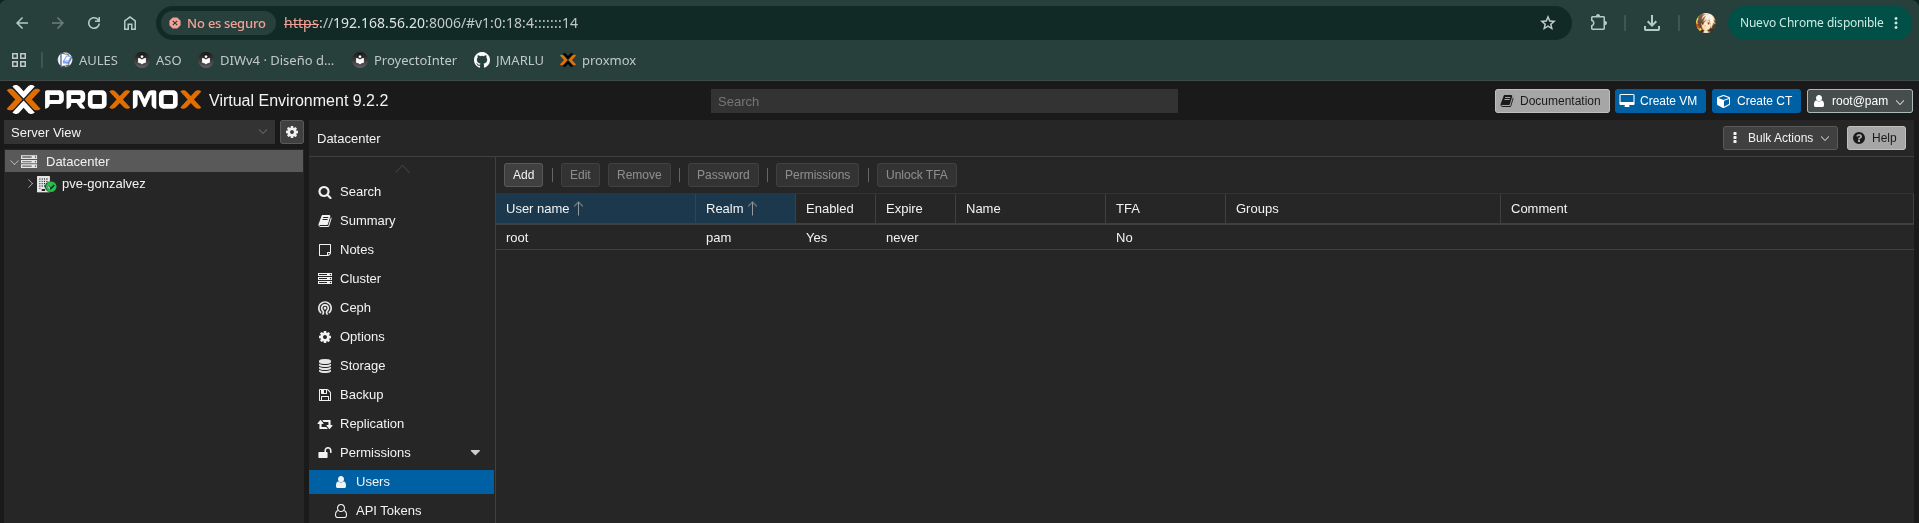 No es seguro https://192.168.56.20:8006/#v1:0:18:4:::::::14 Nuevo Chrome disponible
AULES ASO DIWv4 · Diseño d... ProyectoInter JMARLU proxmox
PROXMOX Virtual Environment 9.2.2 Search Documentation Create VM Create CT root@pam
Server View
Datacenter
pve-gonzalvez
Datacenter Bulk Actions Help
Search
Summary
Notes
Cluster
Ceph
Options
Storage
Backup
Replication
Permissions
Users
API Tokens
Add Edit Remove Password Permissions Unlock TFA
User name Realm Enabled Expire Name TFA Groups Comment
root pam Yes never No